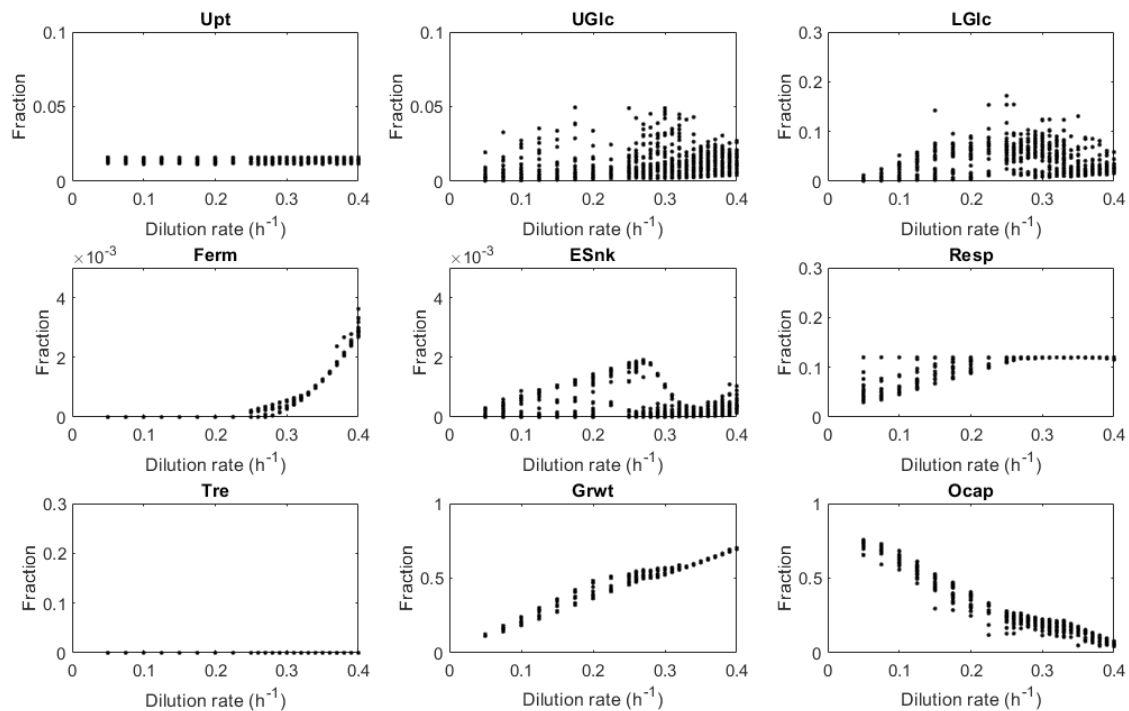 Upt
UGlc
LGlc
0.1
0.05
0
Fraction
0 0.1 0.2 0.3 0.4
Dilution rate (h⁻¹)
0.1
0.05
0
Fraction
0 0.1 0.2 0.3 0.4
Dilution rate (h⁻¹)
0.3
0.2
0.1
0
Fraction
0 0.1 0.2 0.3 0.4
Dilution rate (h⁻¹)
Ferm
ESnk
Resp
×10⁻³
4
2
0
Fraction
0 0.1 0.2 0.3 0.4
Dilution rate (h⁻¹)
×10⁻³
4
2
0
Fraction
0 0.1 0.2 0.3 0.4
Dilution rate (h⁻¹)
0.3
0.2
0.1
0
Fraction
0 0.1 0.2 0.3 0.4
Dilution rate (h⁻¹)
Tre
Grwt
Ocap
0.3
0.2
0.1
0
Fraction
0 0.1 0.2 0.3 0.4
Dilution rate (h⁻¹)
1
0.5
0
Fraction
0 0.1 0.2 0.3 0.4
Dilution rate (h⁻¹)
1
0.5
0
Fraction
0 0.1 0.2 0.3 0.4
Dilution rate (h⁻¹)